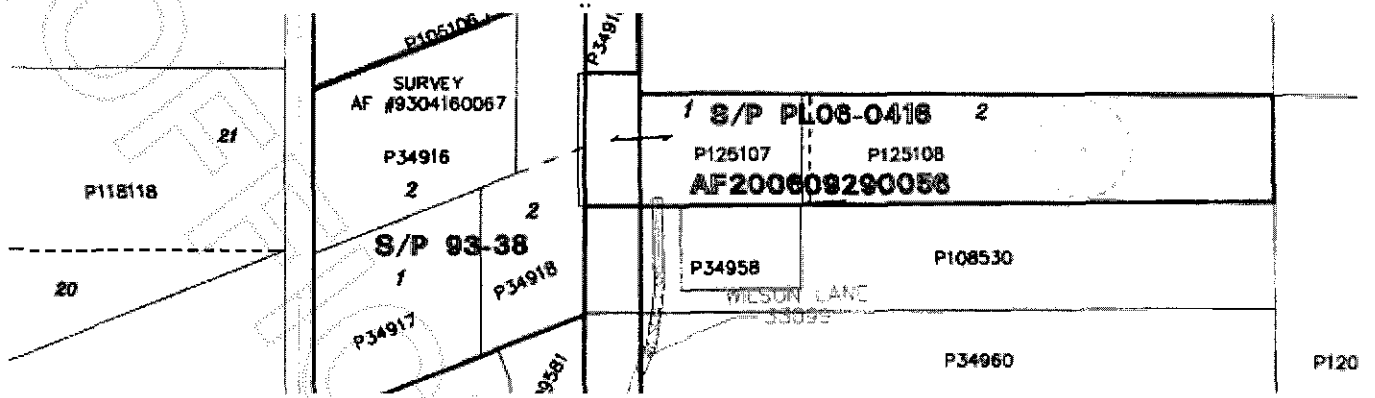 P105106
P3491
SURVEY
AF #9304160067
P34916
2
21
P118118
20
S/P 93-38
1
P34917
2
P34918
1 S/P PL06-0416 2
P125107
P125108
AF200609290056
P34958
P108530
WILSON LANE
P34960
P120